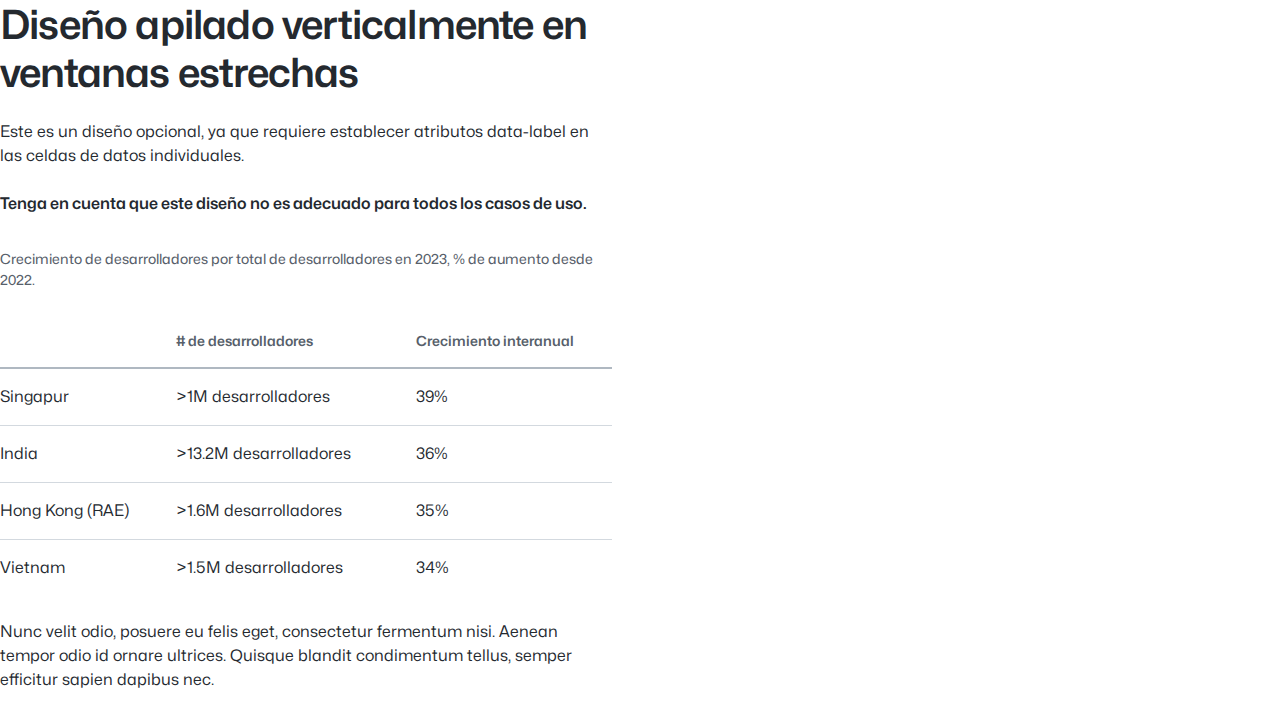 Diseño apilado verticalmente en
ventanas estrechas
Este es un diseño opcional, ya que requiere establecer atributos data-label en
las celdas de datos individuales.
Tenga en cuenta que este diseño no es adecuado para todos los casos de uso.
Crecimiento de desarrolladores por total de desarrolladores en 2023, % de aumento desde
2022.
# de desarrolladores Crecimiento interanual
Singapur >1M desarrolladores 39%
India >13.2M desarrolladores 36%
Hong Kong (RAE) >1.6M desarrolladores 35%
Vietnam >1.5M desarrolladores 34%
Nunc velit odio, posuere eu felis eget, consectetur fermentum nisi. Aenean
tempor odio id ornare ultrices. Quisque blandit condimentum tellus, semper
efficitur sapien dapibus nec.